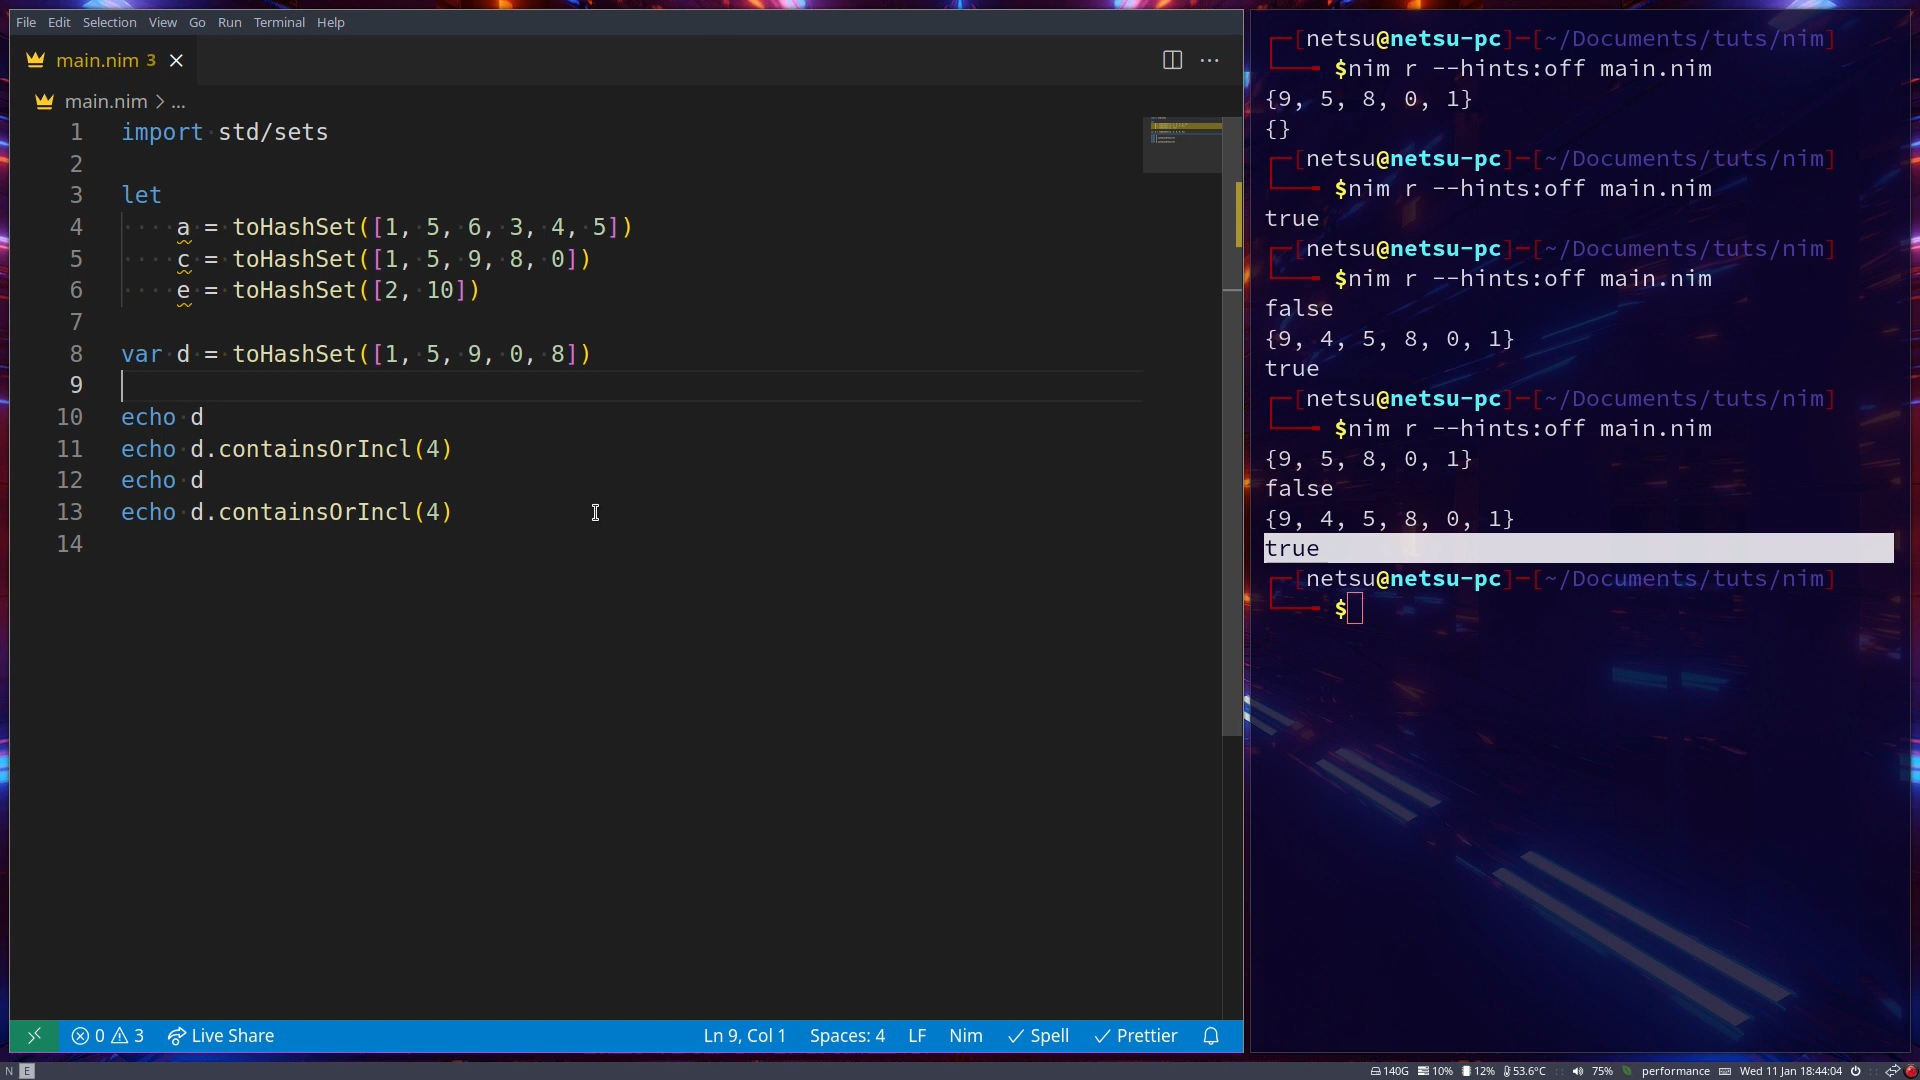 File Edit Selection View Go Run Terminal Help
main.nim 3
main.nim > ...
1 import std/sets
2
3 let
4 a = toHashSet([1, 5, 6, 3, 4, 5])
5 c = toHashSet([1, 5, 9, 8, 0])
6 e = toHashSet([2, 10])
7
8 var d = toHashSet([1, 5, 9, 0, 8])
9
10 echo d
11 echo d.containsOrIncl(4)
12 echo d
13 echo d.containsOrIncl(4)
14
0 3 Live Share Ln 9, Col 1 Spaces: 4 LF Nim Spell Prettier
[netsu@netsu-pc]-[~/Documents/tuts/nim]
$nim r --hints:off main.nim
{9, 5, 8, 0, 1}
{}
[netsu@netsu-pc]-[~/Documents/tuts/nim]
$nim r --hints:off main.nim
true
[netsu@netsu-pc]-[~/Documents/tuts/nim]
$nim r --hints:off main.nim
false
{9, 4, 5, 8, 0, 1}
true
[netsu@netsu-pc]-[~/Documents/tuts/nim]
$nim r --hints:off main.nim
{9, 5, 8, 0, 1}
false
{9, 4, 5, 8, 0, 1}
true
[netsu@netsu-pc]-[~/Documents/tuts/nim]
$
N E 140G 10% 12% 53.6°C 75% performance Wed 11 Jan 18:44:04